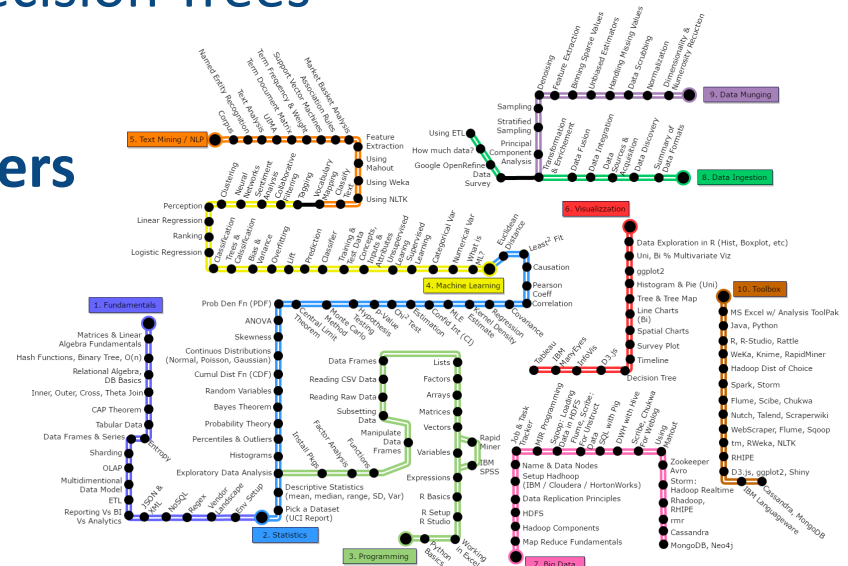 ecision Trees
ers
5. Text Mining / NLP
Corpus
Named Entity
Recognition
Text Analysis
UIMA
Term Document Matrix
Term Frequency & Weight
Support Vector Machines
Association Rules
Market Basket Analysis
Feature
Extraction
Using
Mahout
Using Weka
Using NLTK
Classify
Text
Vocabulary
Mapping
Tagging
Collaborative
Filtering
Sentiment
Analysis
Neural
Networks
Clustering
Perception
Linear Regression
Ranking
Logistic Regression
Classification
Trees &
Classification
Bias &
Variance
Overfitting
Lift
Prediction
Classifier
Training &
Test Data
Concepts,
Inputs &
Attributes
Unsupervised
Learing
Supervised
Learning
Categorical Var
Numerical Var
What is
ML?
4. Machine Learning
Euclidean
Distance
Least² Fit
Causation
Pearson
Coeff
Correlation
Covariance
Regression
Kernel Density
Estimate
MLE
Confid Int (CI)
Estimation
Chi² Test
p-Value
Hypothesis
Testing
Monte Carlo
Method
Central Limit
Theorem
Prob Den Fn (PDF)
ANOVA
Skewness
Continuos Distributions
(Normal, Poisson, Gaussian)
Cumul Dist Fn (CDF)
Random Variables
Bayes Theorem
Probability Theory
Percentiles & Outliers
Histograms
Exploratory Data Analysis
Descriptive Statistics
(mean, median, range, SD, Var)
Pick a Dataset
(UCI Report)
2. Statistics
1. Fundamentals
Matrices & Linear
Algebra Fundamentals
Hash Functions, Binary Tree, O(n)
Relational Algebra,
DB Basics
Inner, Outer, Cross, Theta Join
CAP Theorem
Tabular Data
Entropy
Data Frames & Series
Sharding
OLAP
Multidimentional
Data Model
ETL
Reporting Vs BI
Vs Analytics
JSON &
XML
NoSQL
Regex
Vendor
Landscape
Env Setup
3. Programming
Python
Basics
Working
in Excel
R Setup
R Studio
R Basics
Expressions
Variables
IBM
SPSS
Rapid
Miner
Vectors
Matrices
Arrays
Factors
Lists
Data Frames
Reading CSV Data
Reading Raw Data
Subsetting
Data
Manipulate
Data
Frames
Functions
Factor Analysis
Install Pkgs
9. Data Munging
Dimensionality &
Numerosity Recuction
Normalization
Data Scrubbing
Handling Missing Values
Unbiased Estimators
Binning Sparse Values
Feature Extraction
Denoising
Sampling
Stratified
Sampling
Principal
Component
Analysis
Using ETL
How much data?
Google OpenRefine
Data
Survey
Transformation
& Enrichement
Data Fusion
Data Integration
Data
Sources &
Acquistion
Data Discovery
Summary of
Data Formats
8. Data Ingestion
6. Visualizzation
Data Exploration in R (Hist, Boxplot, etc)
Uni, Bi % Multivariate Viz
ggplot2
Histogram & Pie (Uni)
Tree & Tree Map
Line Charts
(Bi)
Spatial Charts
Survey Plot
Timeline
Decision Tree
D3.js
InfoVis
ManyEyes
IBM
Tableau
10. Toolbox
MS Excel w/ Analysis ToolPak
Java, Python
R, R-Studio, Rattle
WeKa, Knime, RapidMiner
Hadoop Dist of Choice
Spark, Storm
Flume, Scibe, Chukwa
Nutch, Talend, Scraperwiki
WebScraper, Flume, Sqoop
tm, RWeka, NLTK
RHIPE
D3.js, ggplot2, Shiny
IBM Languageware
Cassandra, MongoDB
7. Big Data
Map Reduce Fundamentals
Hadoop Components
HDFS
Data Replication Principles
Setup Hadhoop
(IBM / Cloudera / HortonWorks)
Name & Data Nodes
Job & Task
Tracker
M/R Programming
Sqoop: Loading
Data in HDFS
Flume, Scribe:
For Unstruct
Data
SQL with Pig
DWH with Hive
Scribe, Chukwa
For Weblog
Using
Mahout
Zookeeper
Avro
Storm:
Hadoop Realtime
Rhadoop,
RHIPE
rmr
Cassandra
MongoDB, Neo4j